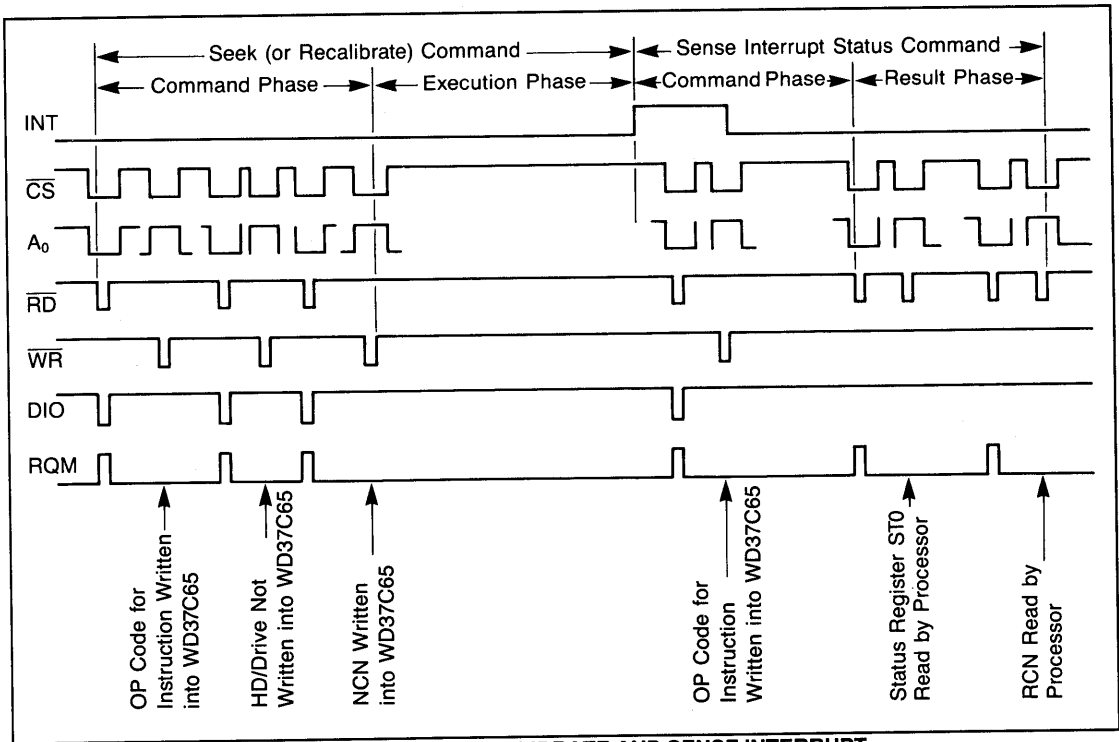 Seek (or Recalibrate) Command
Sense Interrupt Status Command
Command Phase
Execution Phase
Command Phase
Result Phase
INT
CS
A0
RD
WR
DIO
RQM
OP Code for
Instruction Written
into WD37C65
HD/Drive Not
Written into WD37C65
NCN Written
into WD37C65
OP Code for
Instruction
Written into WD37C65
Status Register ST0
Read by Processor
RCN Read by
Processor
AND SENSE INTERRUPT